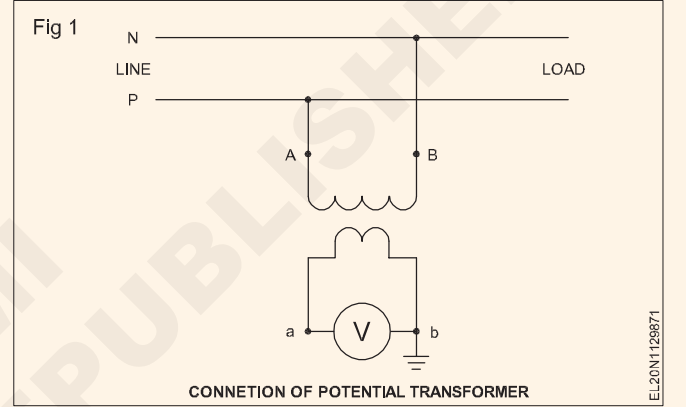 Fig 1
N
LINE
LOAD
P
A
B
a
V
b
CONNETION OF POTENTIAL TRANSFORMER
EL20N1129871